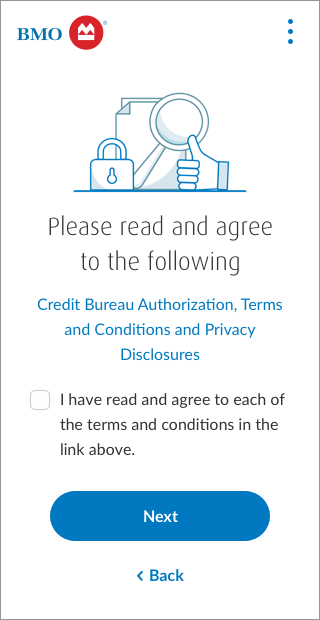 BMO
Please read and agree
to the following
Credit Bureau Authorization, Terms
and Conditions and Privacy
Disclosures
I have read and agree to each of
the terms and conditions in the
link above.
Next
Back